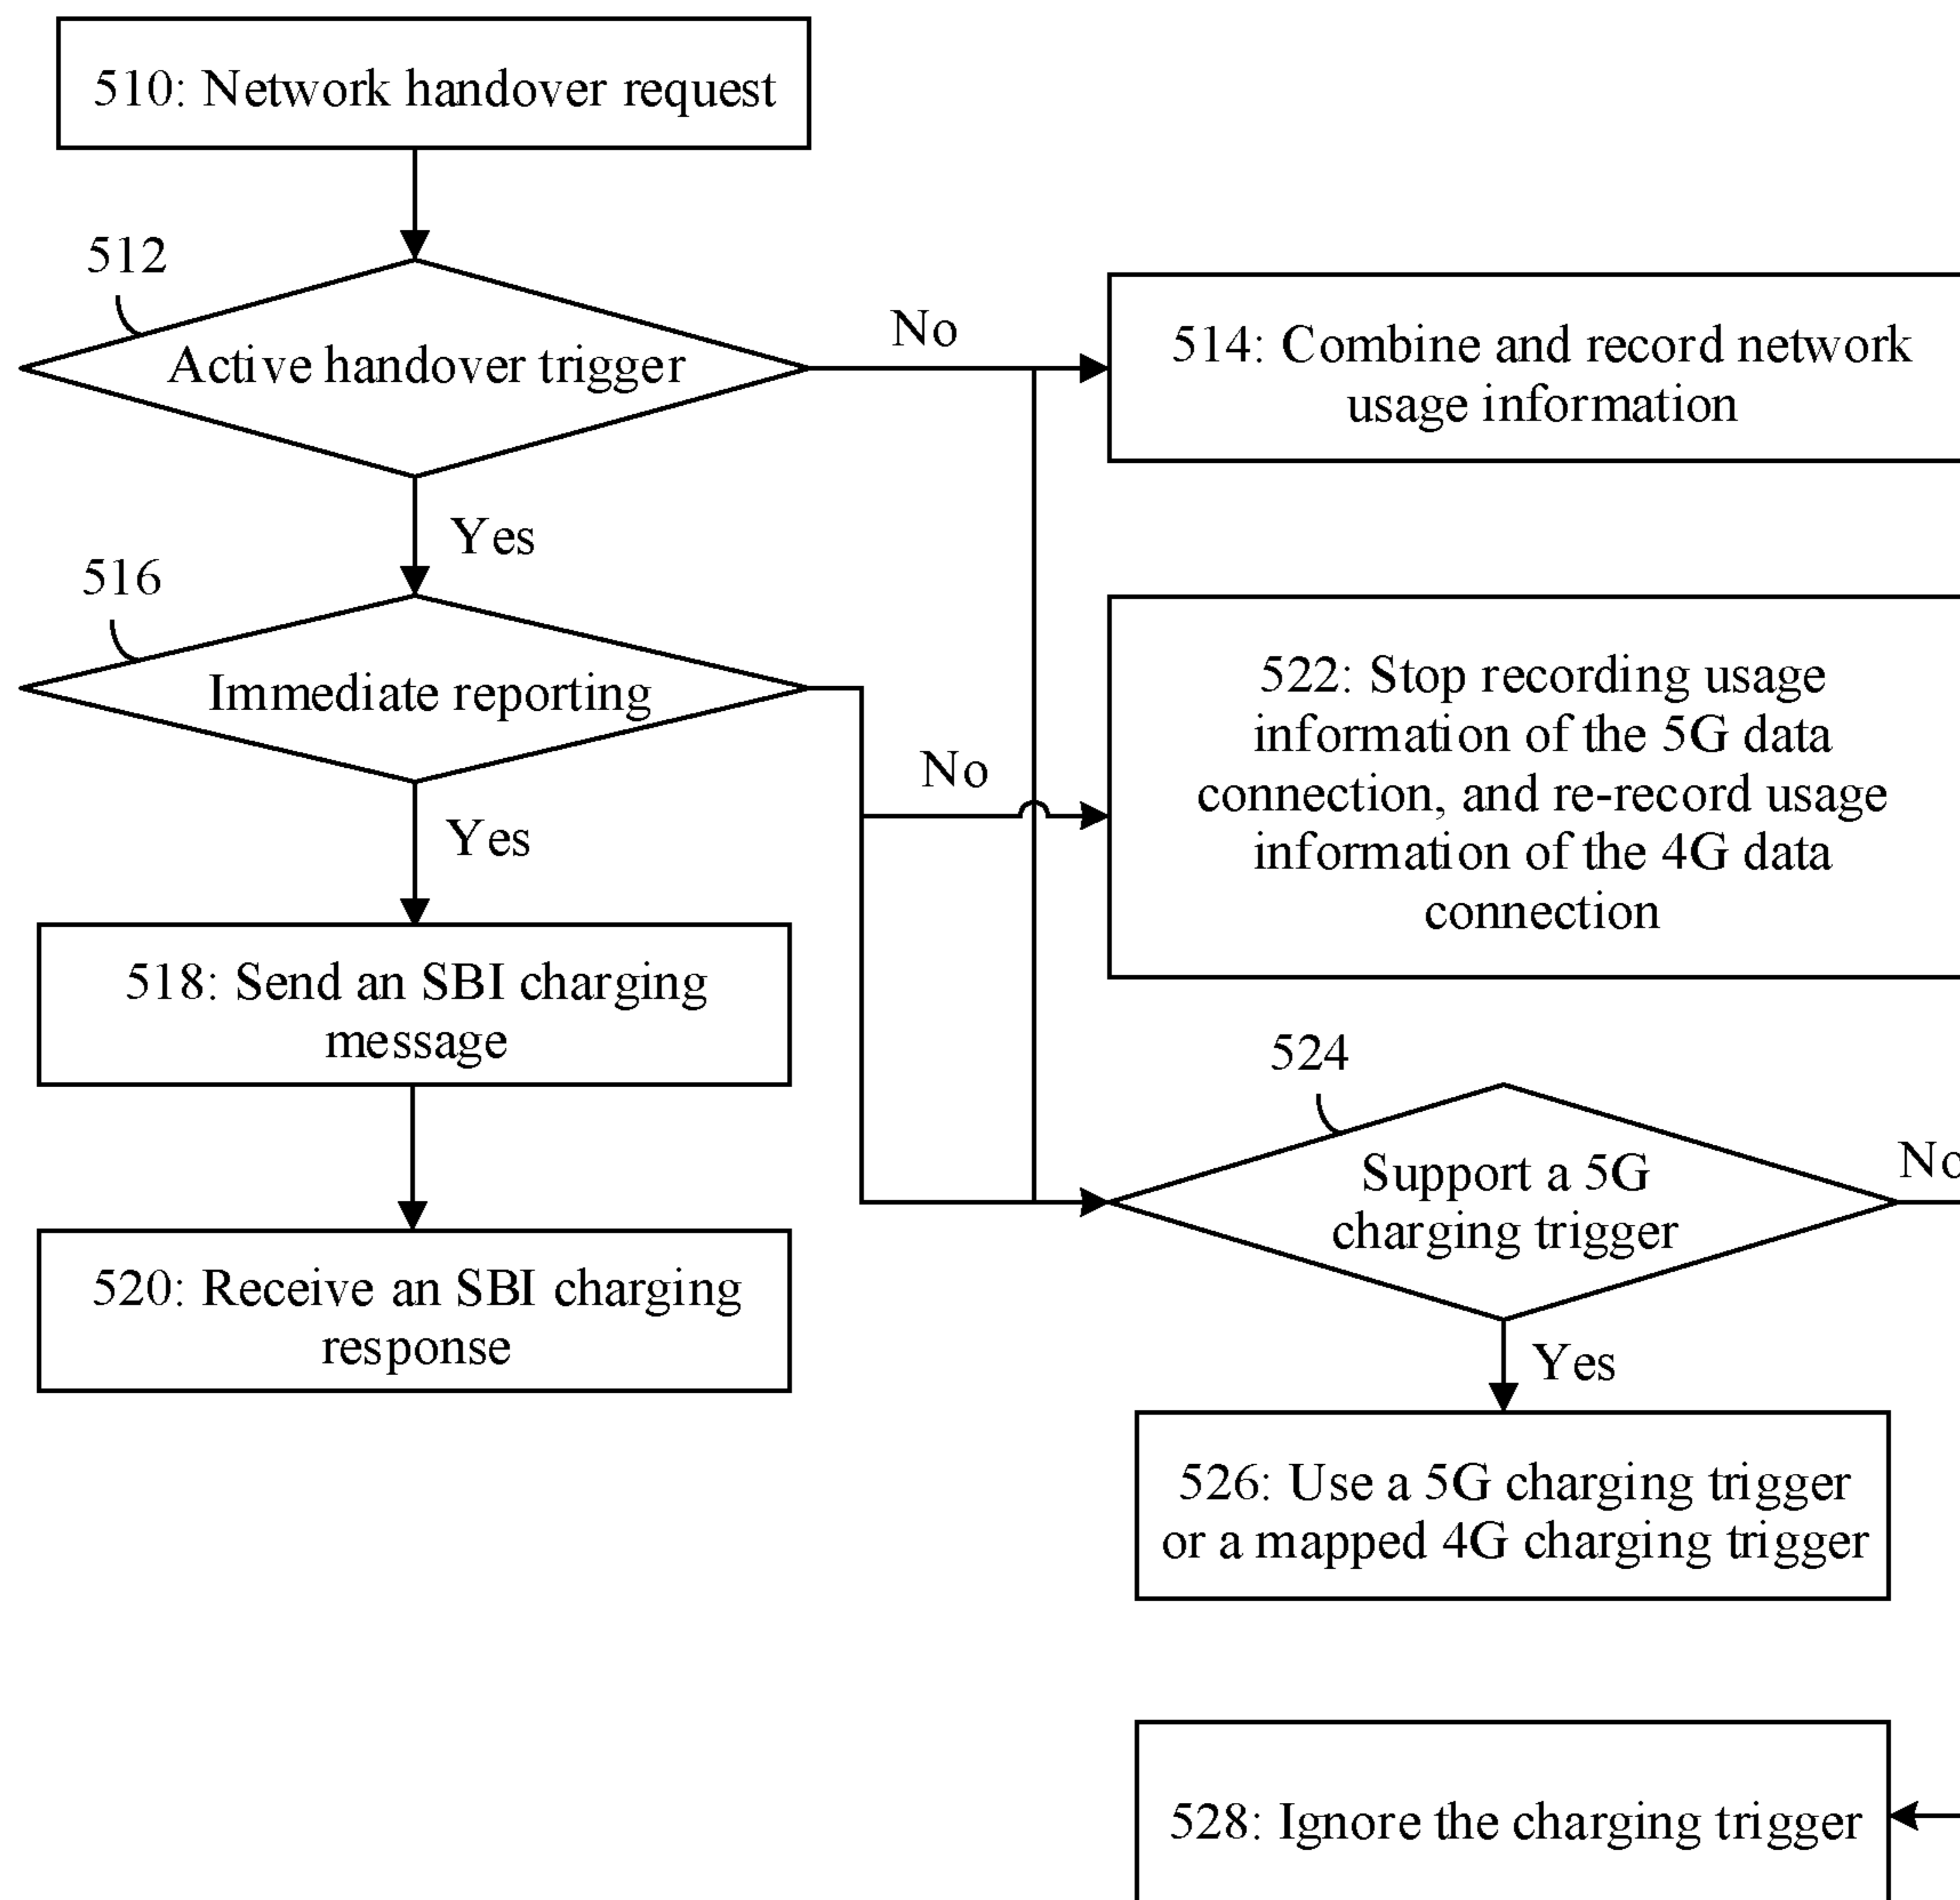 510: Network handover request
512
Active handover trigger
No
514: Combine and record network
usage information
Yes
516
Immediate reporting
No
522: Stop recording usage
information of the 5G data
connection, and re-record usage
information of the 4G data
connection
Yes
518: Send an SBI charging
message
524
Support a 5G
charging trigger
No
520: Receive an SBI charging
response
Yes
526: Use a 5G charging trigger
or a mapped 4G charging trigger
528: Ignore the charging trigger